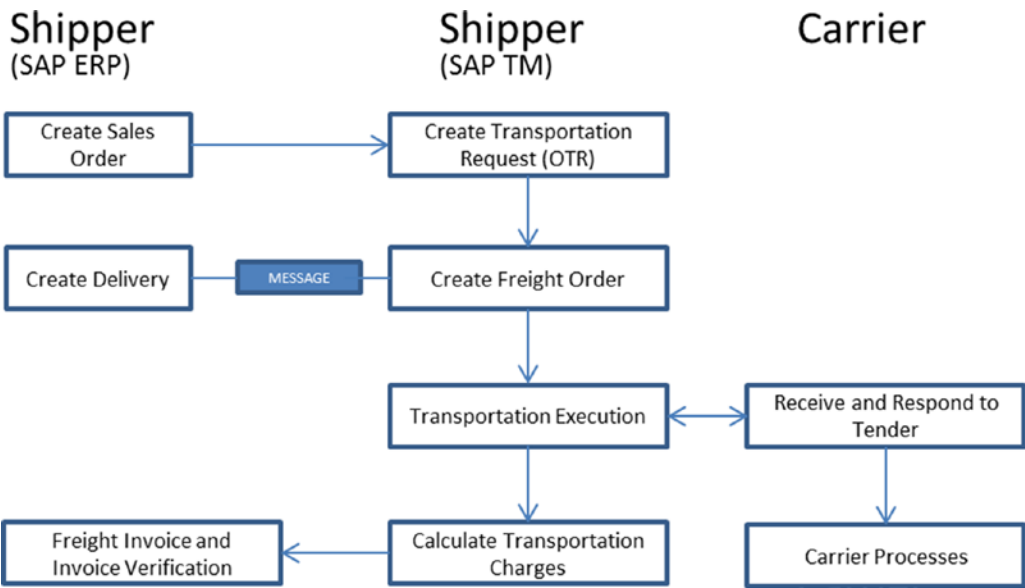 Shipper
(SAP ERP)
Shipper
(SAP TM)
Carrier
Create Sales
Order
Create Transportation
Request (OTR)
Create Delivery
MESSAGE
Create Freight Order
Transportation Execution
Receive and Respond to
Tender
Freight Invoice and
Invoice Verification
Calculate Transportation
Charges
Carrier Processes